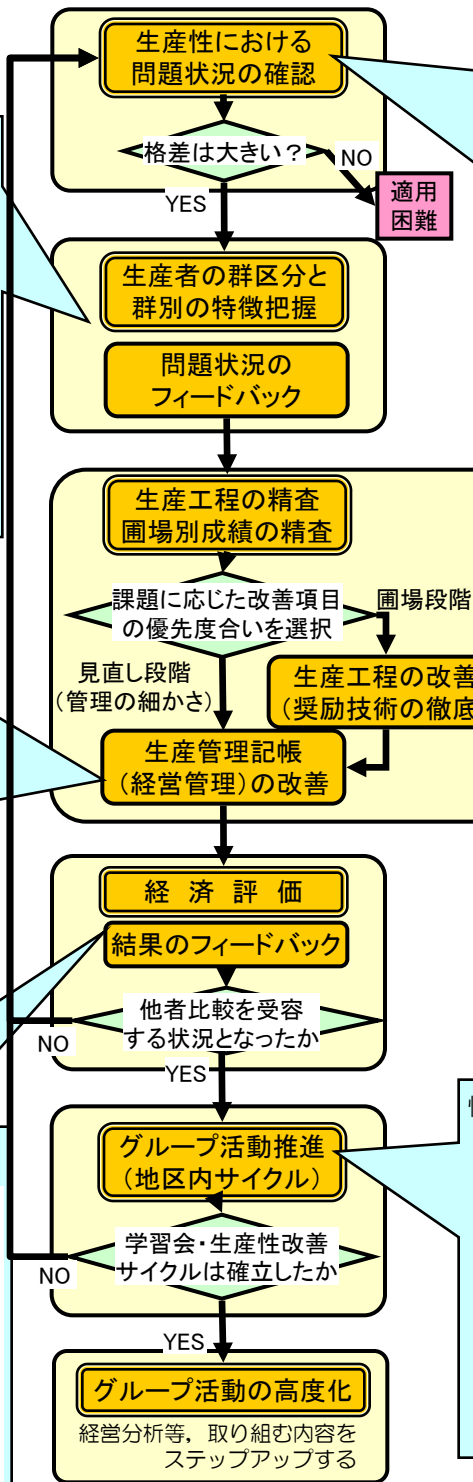 生産性における
問題状況の確認
格差は大きい？
NO
YES
適用
困難
生産者の群区分と
群別の特徴把握
問題状況の
フィードバック
生産工程の精査
圃場別成績の精査
課題に応じた改善項目
の優先度合いを選択
圃場段階
見直し段階
(管理の細かさ)
生産工程の改善
(奨励技術の徹底
生産管理記帳
(経営管理)の改善
経 済 評 価
結果のフィードバック
他者比較を受容
する状況となったか
NO
YES
グループ活動推進
(地区内サイクル)
学習会・生産性改善
サイクルは確立したか
NO
YES
グループ活動の高度化
経営分析等，取り組む内容を
ステップアップする